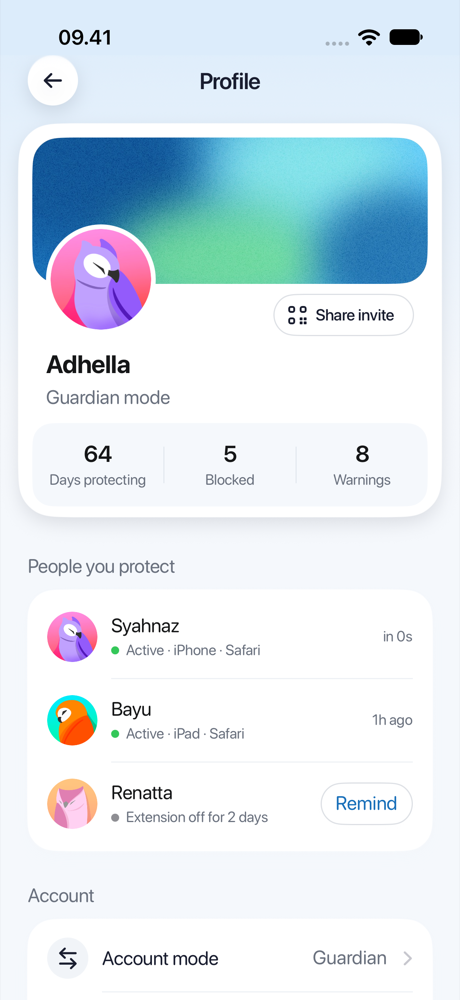 09.41
Profile
Share invite
Adhella
Guardian mode
64 5 8
Days protecting Blocked Warnings
People you protect
Syahnaz
in 0s
Active · iPhone · Safari
Bayu
1h ago
Active · iPad · Safari
Renatta
Remind
Extension off for 2 days
Account
Account mode Guardian